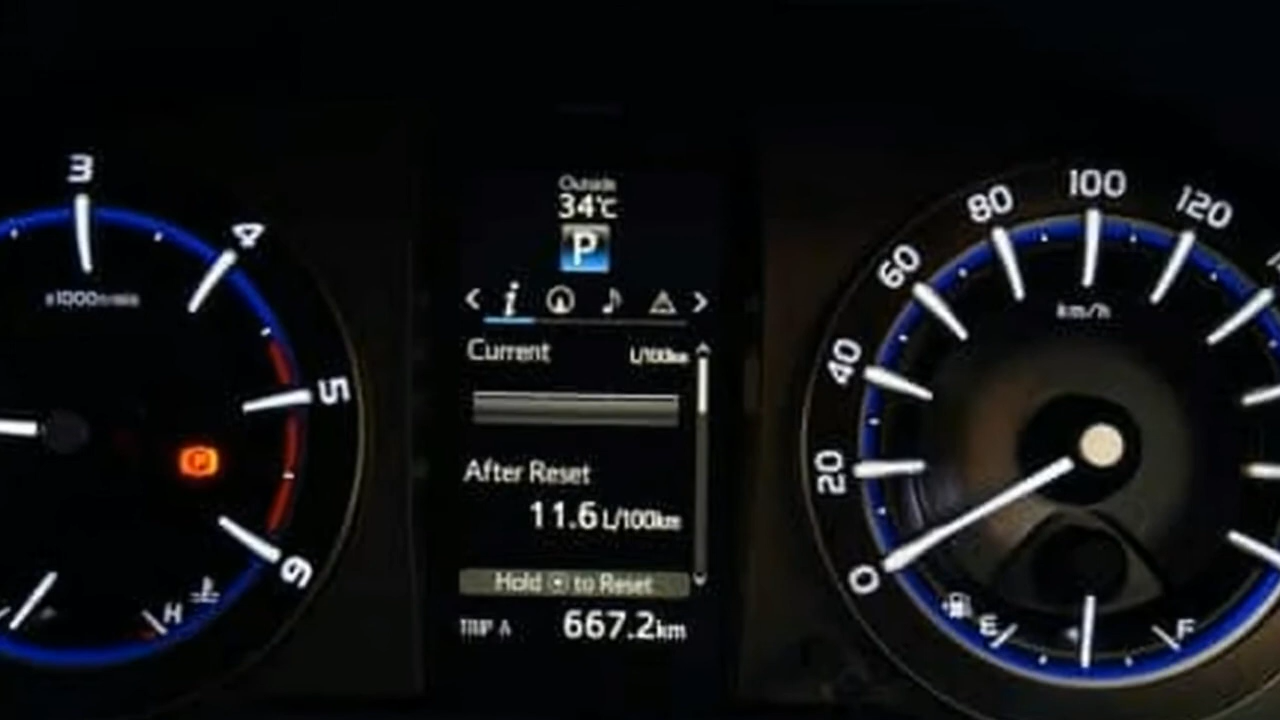 3
4
5
6
x1000r/min
H
Outside
34°C
P
Current L/100km
After Reset
11.6 L/100km
Hold to Reset
TRIP A 667.2km
0
20
40
60
80
100
120
km/h
E
F